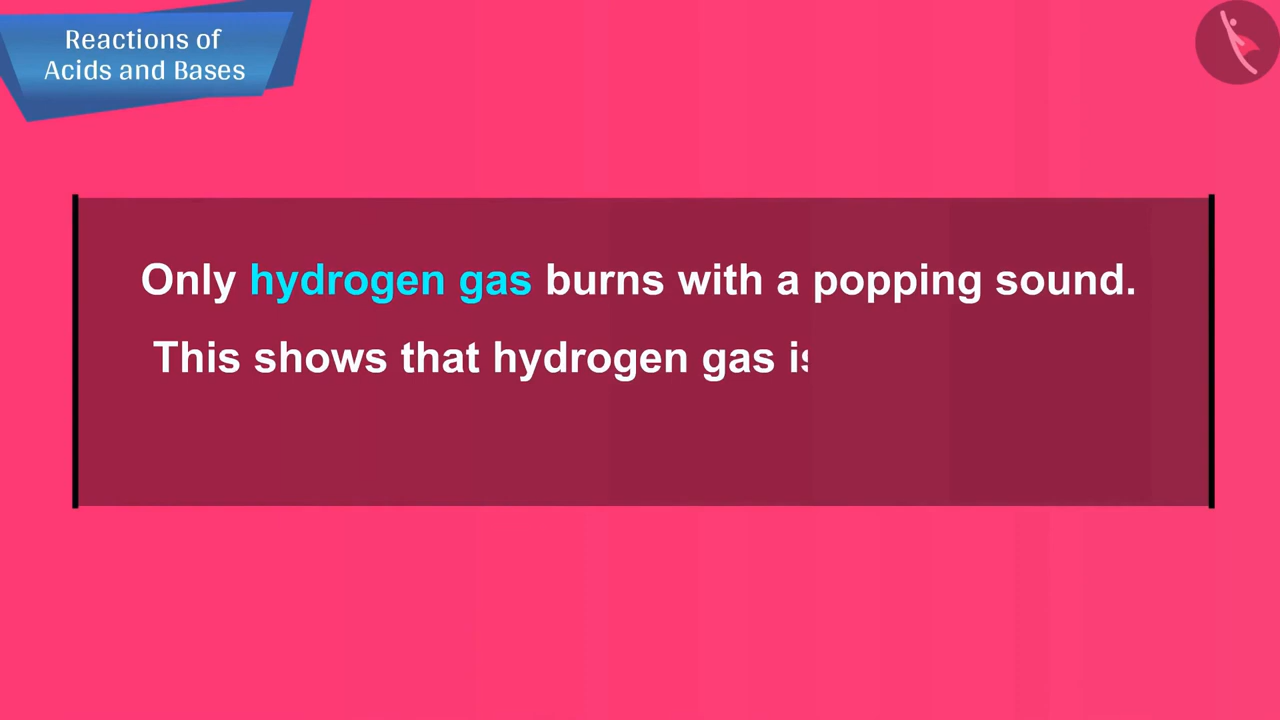 Reactions of
Acids and Bases
Only hydrogen gas burns with a popping sound.
This shows that hydrogen gas is